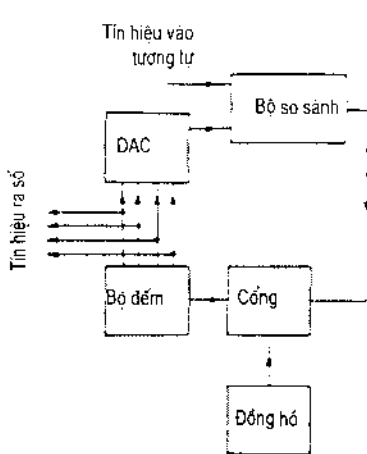 Tín hiệu vào
tương tự
Bộ so sánh
DAC
Tín hiệu ra số
Bộ đếm
Cổng
Đồng hồ